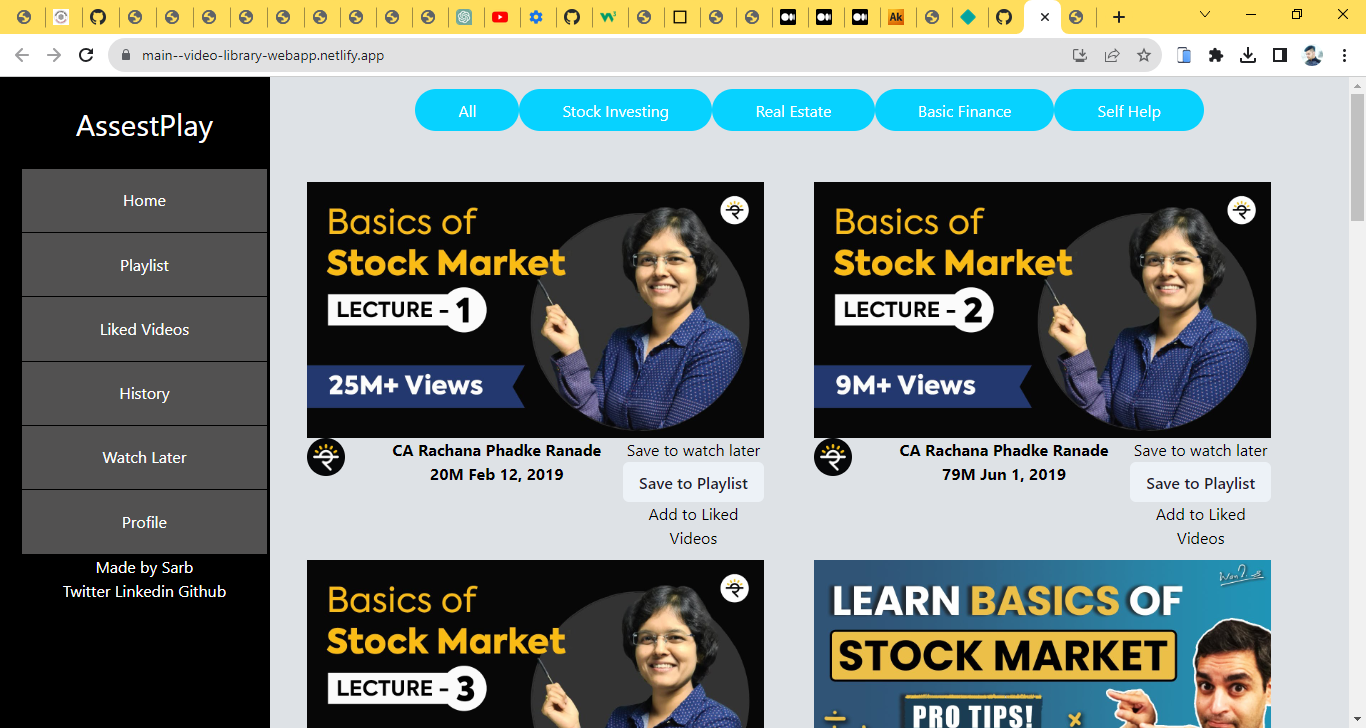 main--video-library-webapp.netlify.app
AssestPlay
Home
Playlist
Liked Videos
History
Watch Later
Profile
Made by Sarb
Twitter Linkedin Github
All
Stock Investing
Real Estate
Basic Finance
Self Help
Basics of
Stock Market
LECTURE - 1
25M+ Views
CA Rachana Phadke Ranade
20M Feb 12, 2019
Save to watch later
Save to Playlist
Add to Liked
Videos
Basics of
Stock Market
LECTURE - 2
9M+ Views
CA Rachana Phadke Ranade
79M Jun 1, 2019
Save to watch later
Save to Playlist
Add to Liked
Videos
Basics of
Stock Market
LECTURE - 3
LEARN BASICS OF
STOCK MARKET
PRO TIPS!